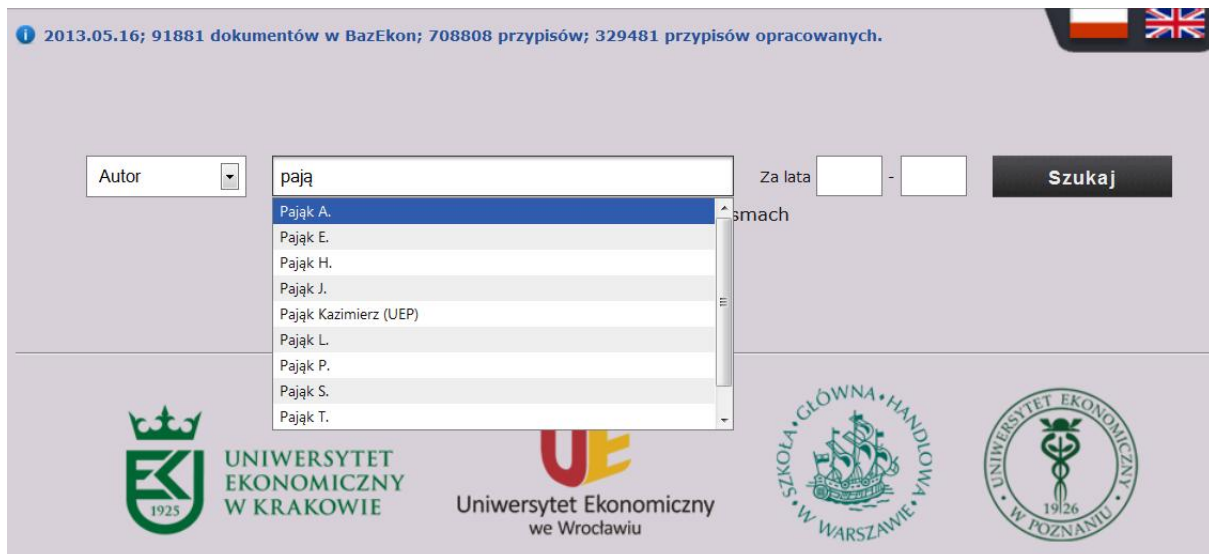 2013.05.16; 91881 dokumentów w BazEkon; 708808 przypisów; 329481 przypisów opracowanych.
Autor
pają
Za lata
-
Szukaj
Pająk A.
smach
Pająk E.
Pająk H.
Pająk J.
Pająk Kazimierz (UEP)
Pająk L.
Pająk P.
Pająk S.
Pająk T.
1925
UNIWERSYTET
EKONOMICZNY
W KRAKOWIE
UE
Uniwersytet Ekonomiczny
we Wrocławiu
SZKOŁA GŁÓWNA HANDLOWA W WARSZAWIE
UNIWERSYTET EKONOMICZNY W POZNANIU
1926